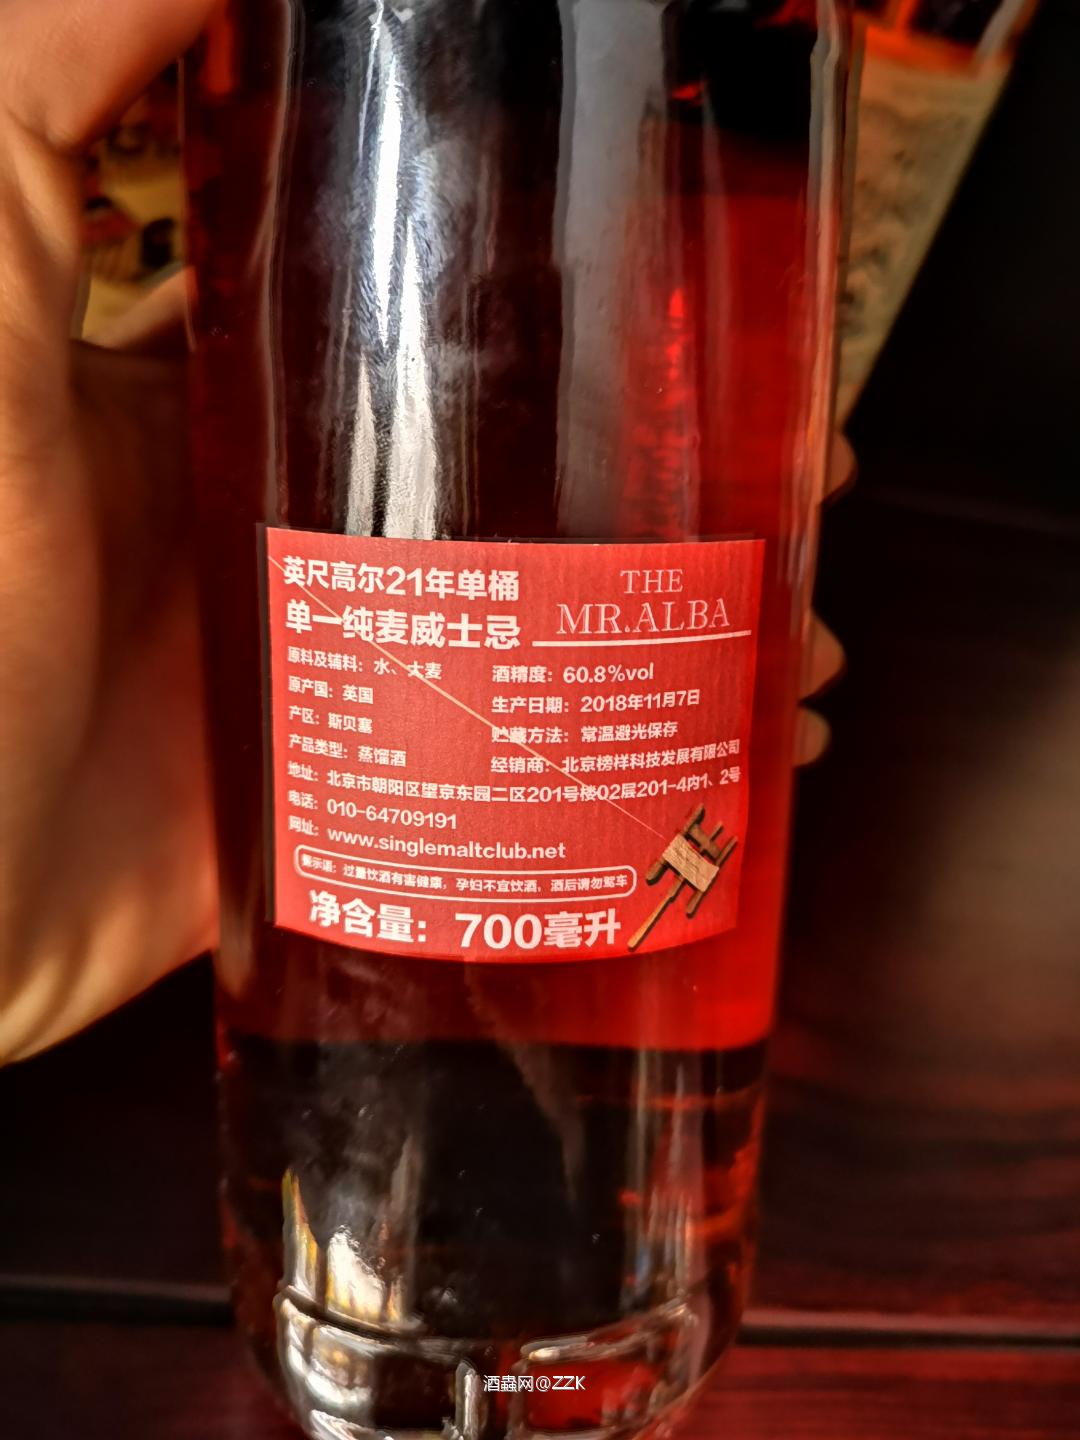 英尺高尔21年单桶
单一纯麦威士忌
THE
MR.ALBA
原料及辅料：水、大麦
原产国：英国
产区：斯贝塞
产品类型：蒸馏酒
酒精度：60.8%vol
生产日期：2018年11月7日
贮藏方法：常温避光保存
经销商：北京榜样科技发展有限公司
地址：北京市朝阳区望京东园二区201号楼02层201-4内1、2号
电话：010-64709191
网址：www.singlemaltclub.net
警示语：过量饮酒有害健康，孕妇不宜饮酒，酒后请勿驾车
净含量：700毫升
酒蟲网@ZZK